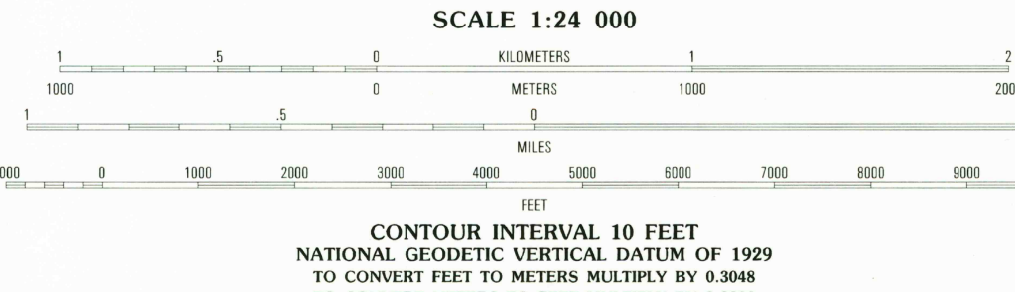 SCALE 1:24 000
1 .5 0 KILOMETERS 1 2
1000 0 METERS 1000 200
1 .5 0
MILES
000 0 1000 2000 3000 4000 5000 6000 7000 8000 9000
FEET
CONTOUR INTERVAL 10 FEET
NATIONAL GEODETIC VERTICAL DATUM OF 1929
TO CONVERT FEET TO METERS MULTIPLY BY 0.3048